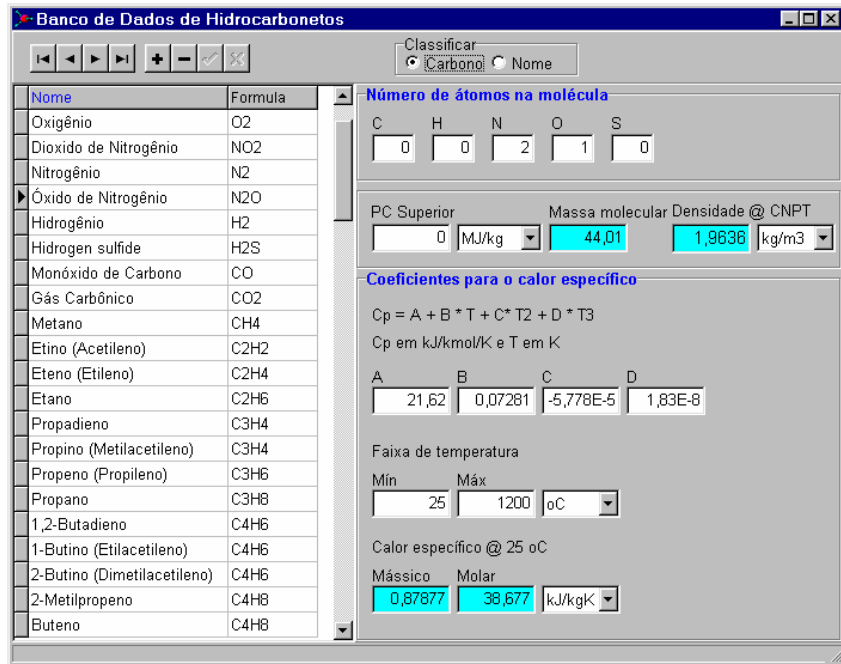 Banco de Dados de Hidrocarbonetos
Classificar
Carbono Nome
Nome Formula
Oxigênio O2
Dioxido de Nitrogênio NO2
Nitrogênio N2
Óxido de Nitrogênio N2O
Hidrogênio H2
Hidrogen sulfide H2S
Monóxido de Carbono CO
Gás Carbônico CO2
Metano CH4
Etino (Acetileno) C2H2
Eteno (Etileno) C2H4
Etano C2H6
Propadieno C3H4
Propino (Metilacetileno) C3H4
Propeno (Propileno) C3H6
Propano C3H8
1,2-Butadieno C4H6
1-Butino (Etilacetileno) C4H6
2-Butino (Dimetilacetileno) C4H6
2-Metilpropeno C4H8
Buteno C4H8
Número de átomos na molécula
C H N O S
0 0 2 1 0
PC Superior Massa molecular Densidade @ CNPT
0 MJ/kg 44,01 1,9636 kg/m3
Coeficientes para o calor específico
Cp = A + B * T + C* T2 + D * T3
Cp em kJ/kmol/K e T em K
A B C D
21,62 0,07281 -5,778E-5 1,83E-8
Faixa de temperatura
Mín Máx
25 1200 oC
Calor específico @ 25 oC
Mássico Molar
0,87877 38,677 kJ/kgK